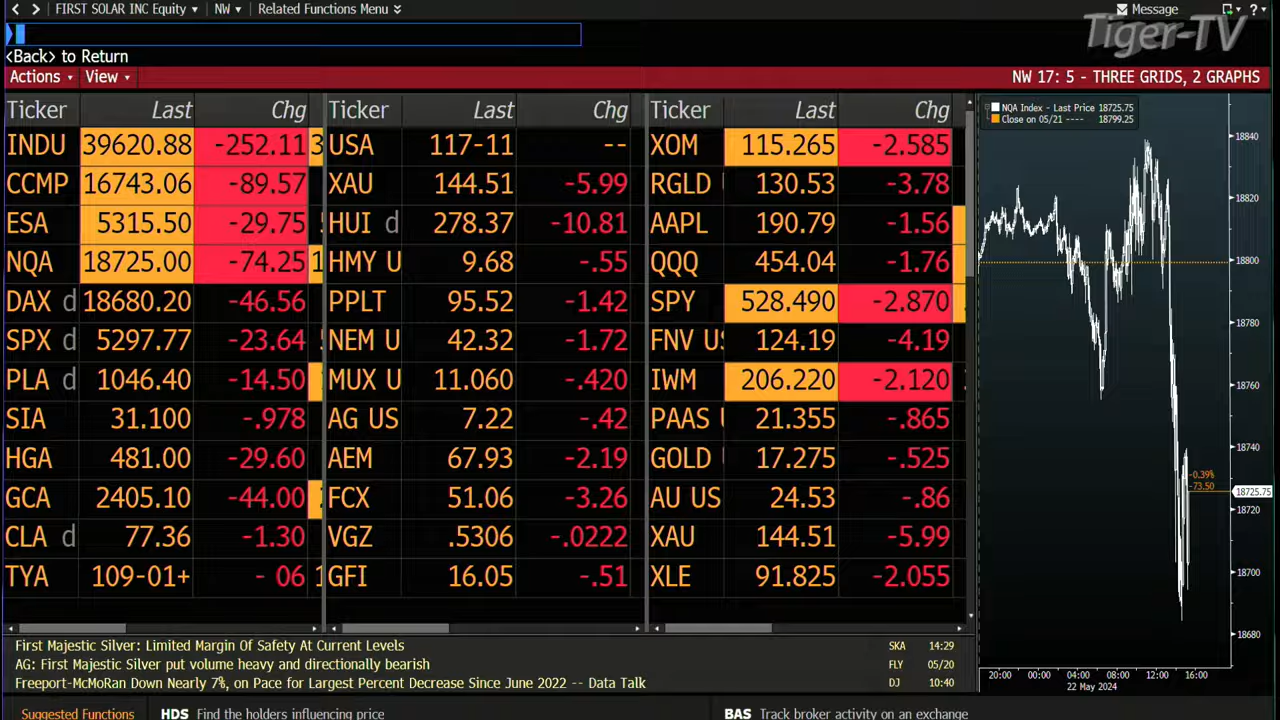 FIRST SOLAR INC Equity NW Related Functions Menu Message ?
Tiger-TV
<Back> to Return
Actions View NW 17: 5 - THREE GRIDS, 2 GRAPHS
Ticker Last Chg Ticker Last Chg Ticker Last Chg
INDU 39620.88 -252.11 3 USA 117-11 -- XOM 115.265 -2.585
CCMP 16743.06 -89.57 XAU 144.51 -5.99 RGLD 130.53 -3.78
ESA 5315.50 -29.75 HUI d 278.37 -10.81 AAPL 190.79 -1.56
NQA 18725.00 -74.25 1 HMY U 9.68 -.55 QQQ 454.04 -1.76
DAX d 18680.20 -46.56 PPLT 95.52 -1.42 SPY 528.490 -2.870
SPX d 5297.77 -23.64 NEM U 42.32 -1.72 FNV US 124.19 -4.19
PLA d 1046.40 -14.50 MUX U 11.060 -.420 IWM 206.220 -2.120
SIA 31.100 -.978 AG US 7.22 -.42 PAAS 21.355 -.865
HGA 481.00 -29.60 AEM 67.93 -2.19 GOLD 17.275 -.525
GCA 2405.10 -44.00 FCX 51.06 -3.26 AU US 24.53 -.86
CLA d 77.36 -1.30 VGZ .5306 -.0222 XAU 144.51 -5.99
TYA 109-01+ - 06 1 GFI 16.05 -.51 XLE 91.825 -2.055
NQA Index - Last Price 18725.75
Close on 05/21 ---- 18799.25
18840
18820
18800
18780
18760
18740
-0.39%
-73.50
18725.75
18720
18700
18680
20:00 00:00 04:00 08:00 12:00 16:00
22 May 2024
First Majestic Silver: Limited Margin Of Safety At Current Levels SKA 14:29
AG: First Majestic Silver put volume heavy and directionally bearish FLY 05/20
Freeport-McMoRan Down Nearly 7%, on Pace for Largest Percent Decrease Since June 2022 -- Data Talk DJ 10:40
Suggested Functions HDS Find the holders influencing price BAS Track broker activity on an exchange